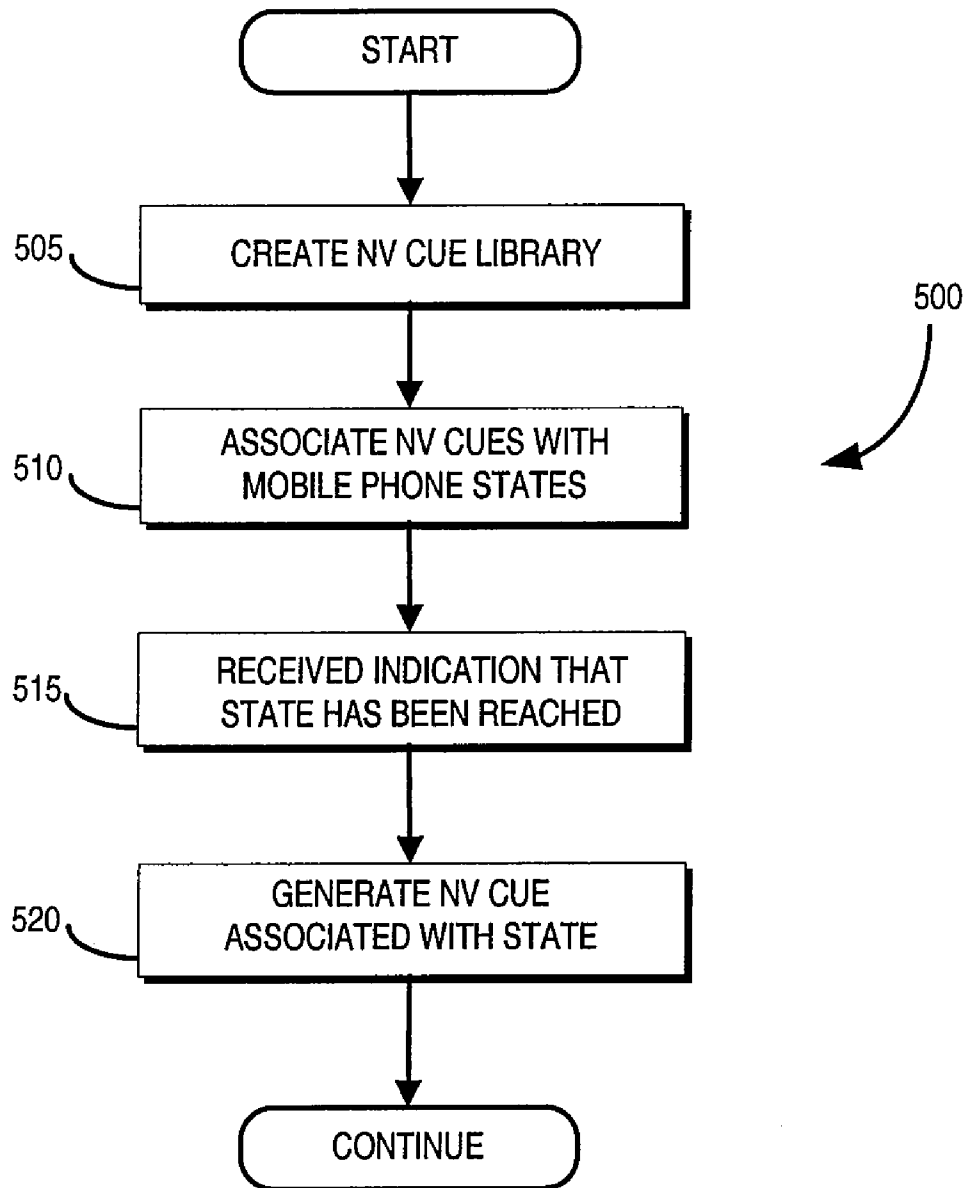 START
505
CREATE NV CUE LIBRARY
500
510
ASSOCIATE NV CUES WITH
MOBILE PHONE STATES
515
RECEIVED INDICATION THAT
STATE HAS BEEN REACHED
520
GENERATE NV CUE
ASSOCIATED WITH STATE
CONTINUE